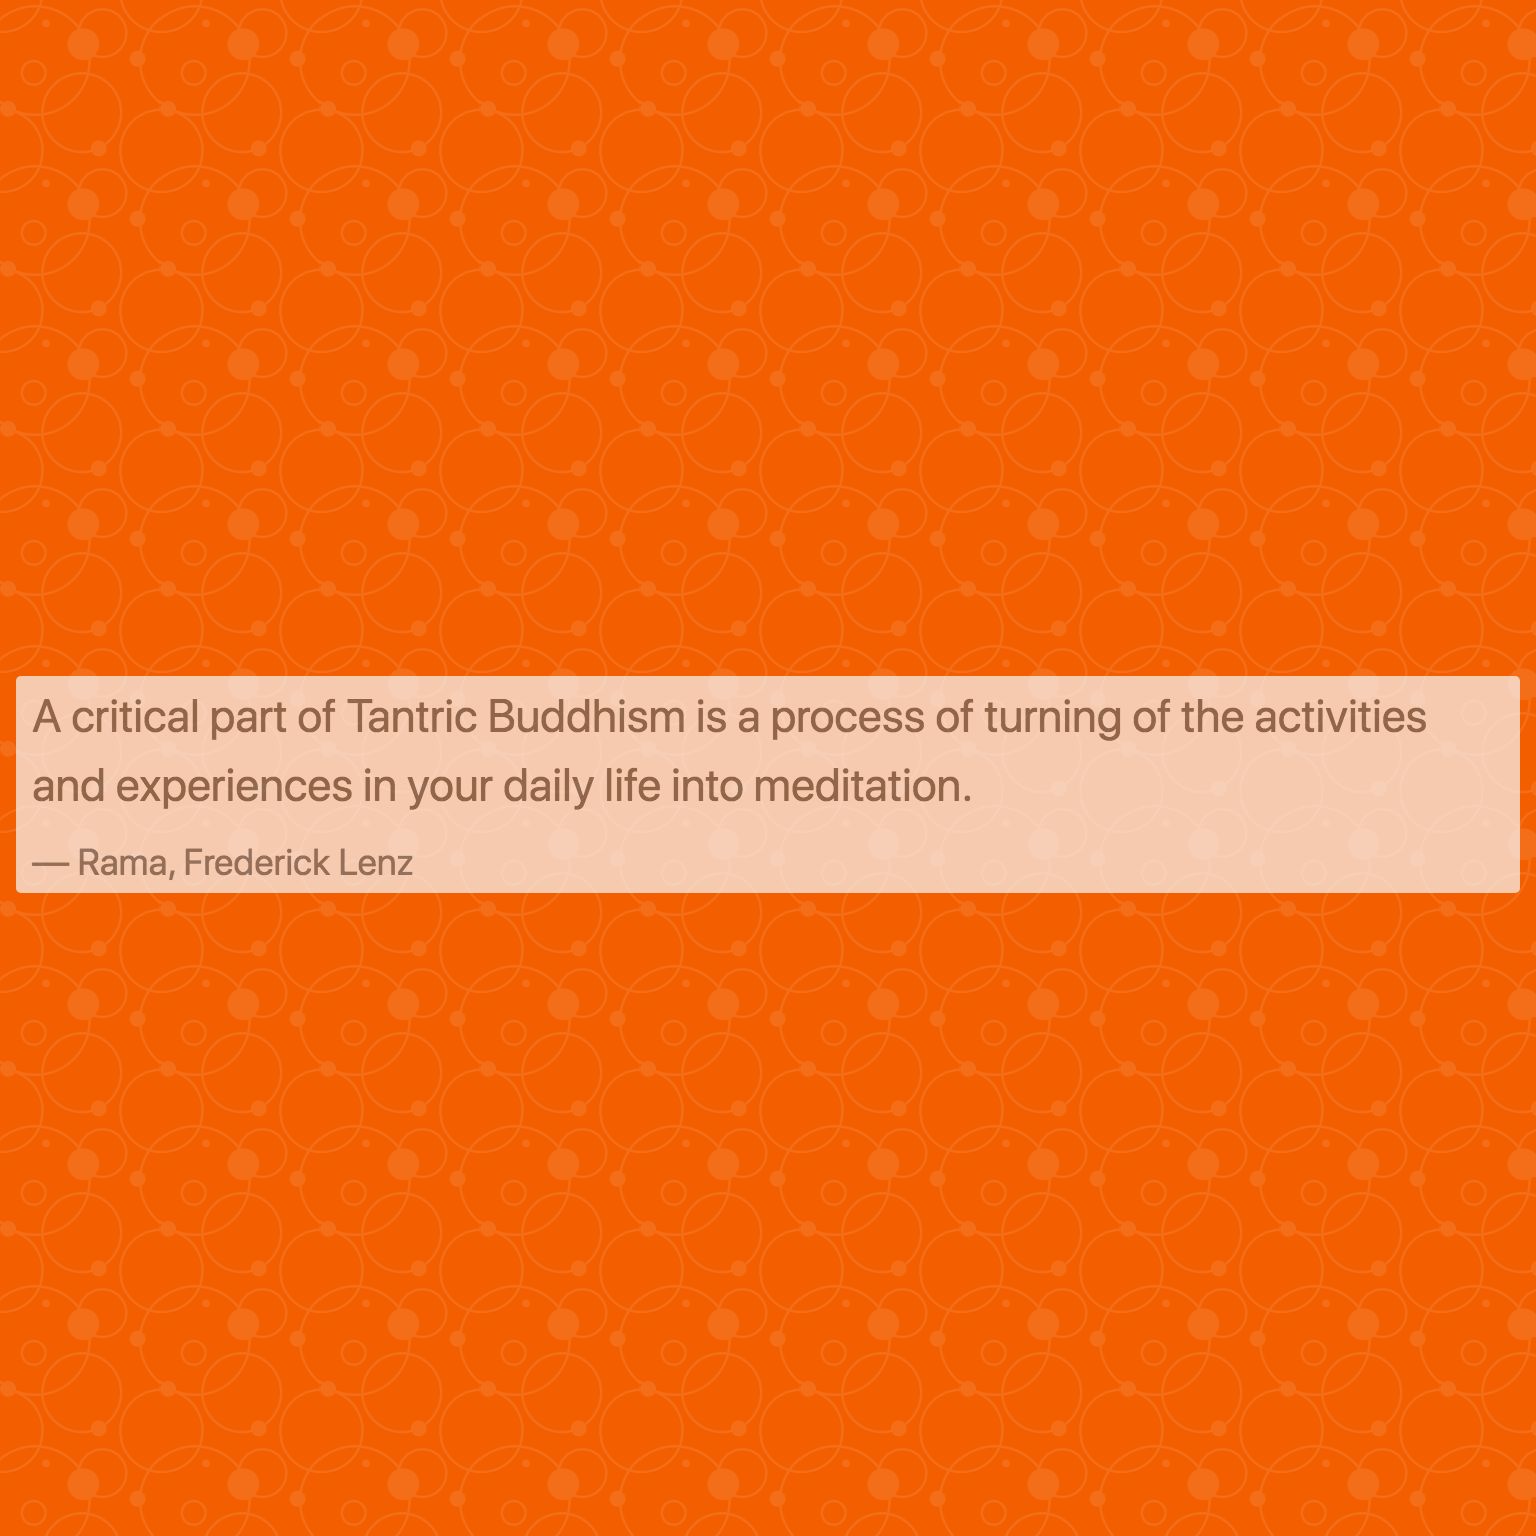 A critical part of Tantric Buddhism is a process of turning of the activities
and experiences in your daily life into meditation.
— Rama, Frederick Lenz